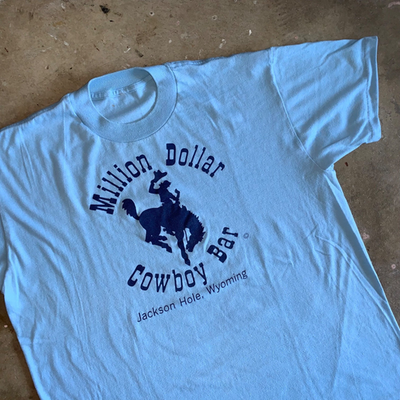 Million Dollar
Cowboy Bar
Jackson Hole, Wyoming